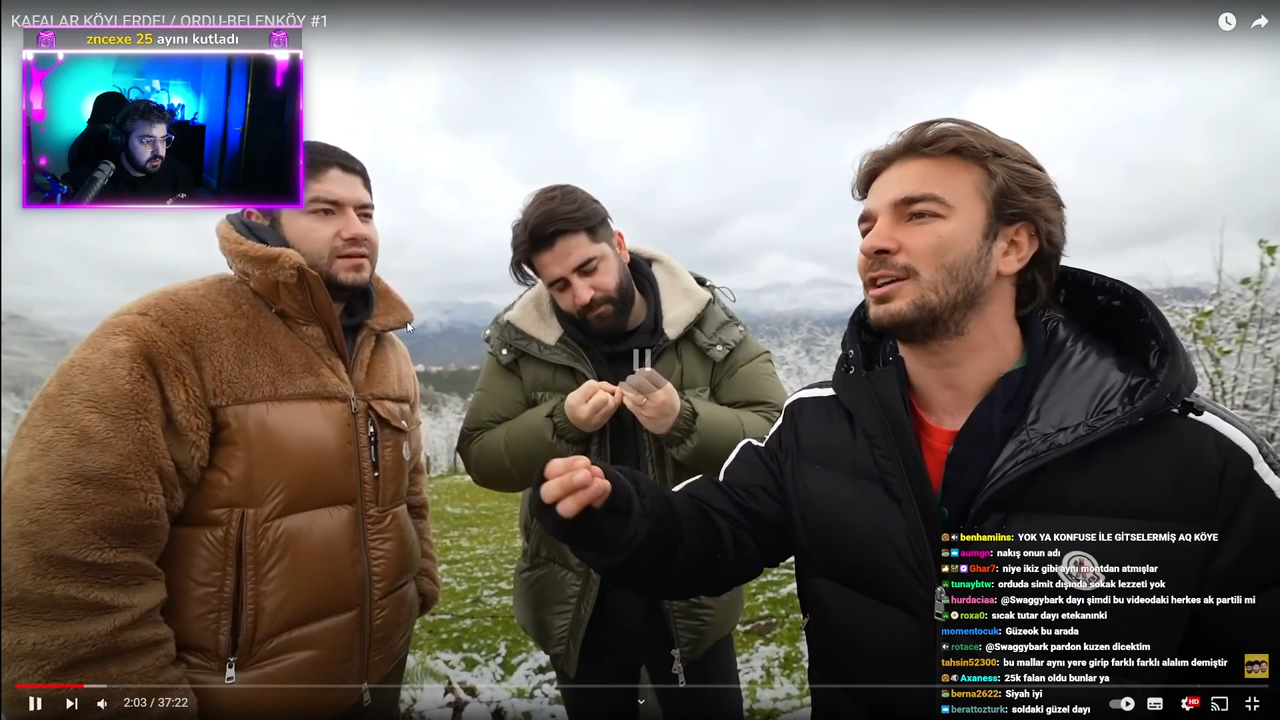 KAFALAR KÖYLERDE! / ORDU-BELENKÖY #1
zncexe 25 ayını kutladı
benhamiins: YOK YA KONFUSE İLE GİTSELERMİŞ AQ KÖYE
aumgn: nakış onun adı
Ghar7: niye ikiz gibi aynı montdan atmışlar
tunaybtw: orduda simit dışında sokak lezzeti yok
hurdaciaa: @Swaggybark dayı şimdi bu videodaki herkes ak partili mi
roxa0: sıcak tutar dayı etekanınki
momentocuk: Güzeok bu arada
rotace: @Swaggybark pardon kuzen dicektim
tahsin52300: bu mallar aynı yere girip farklı farklı alalım demiştir
Axaness: 25k falan oldu bunlar ya
berna2622: Siyah iyi
berattozturk: soldaki güzel dayı
2:03 / 37:22
HD